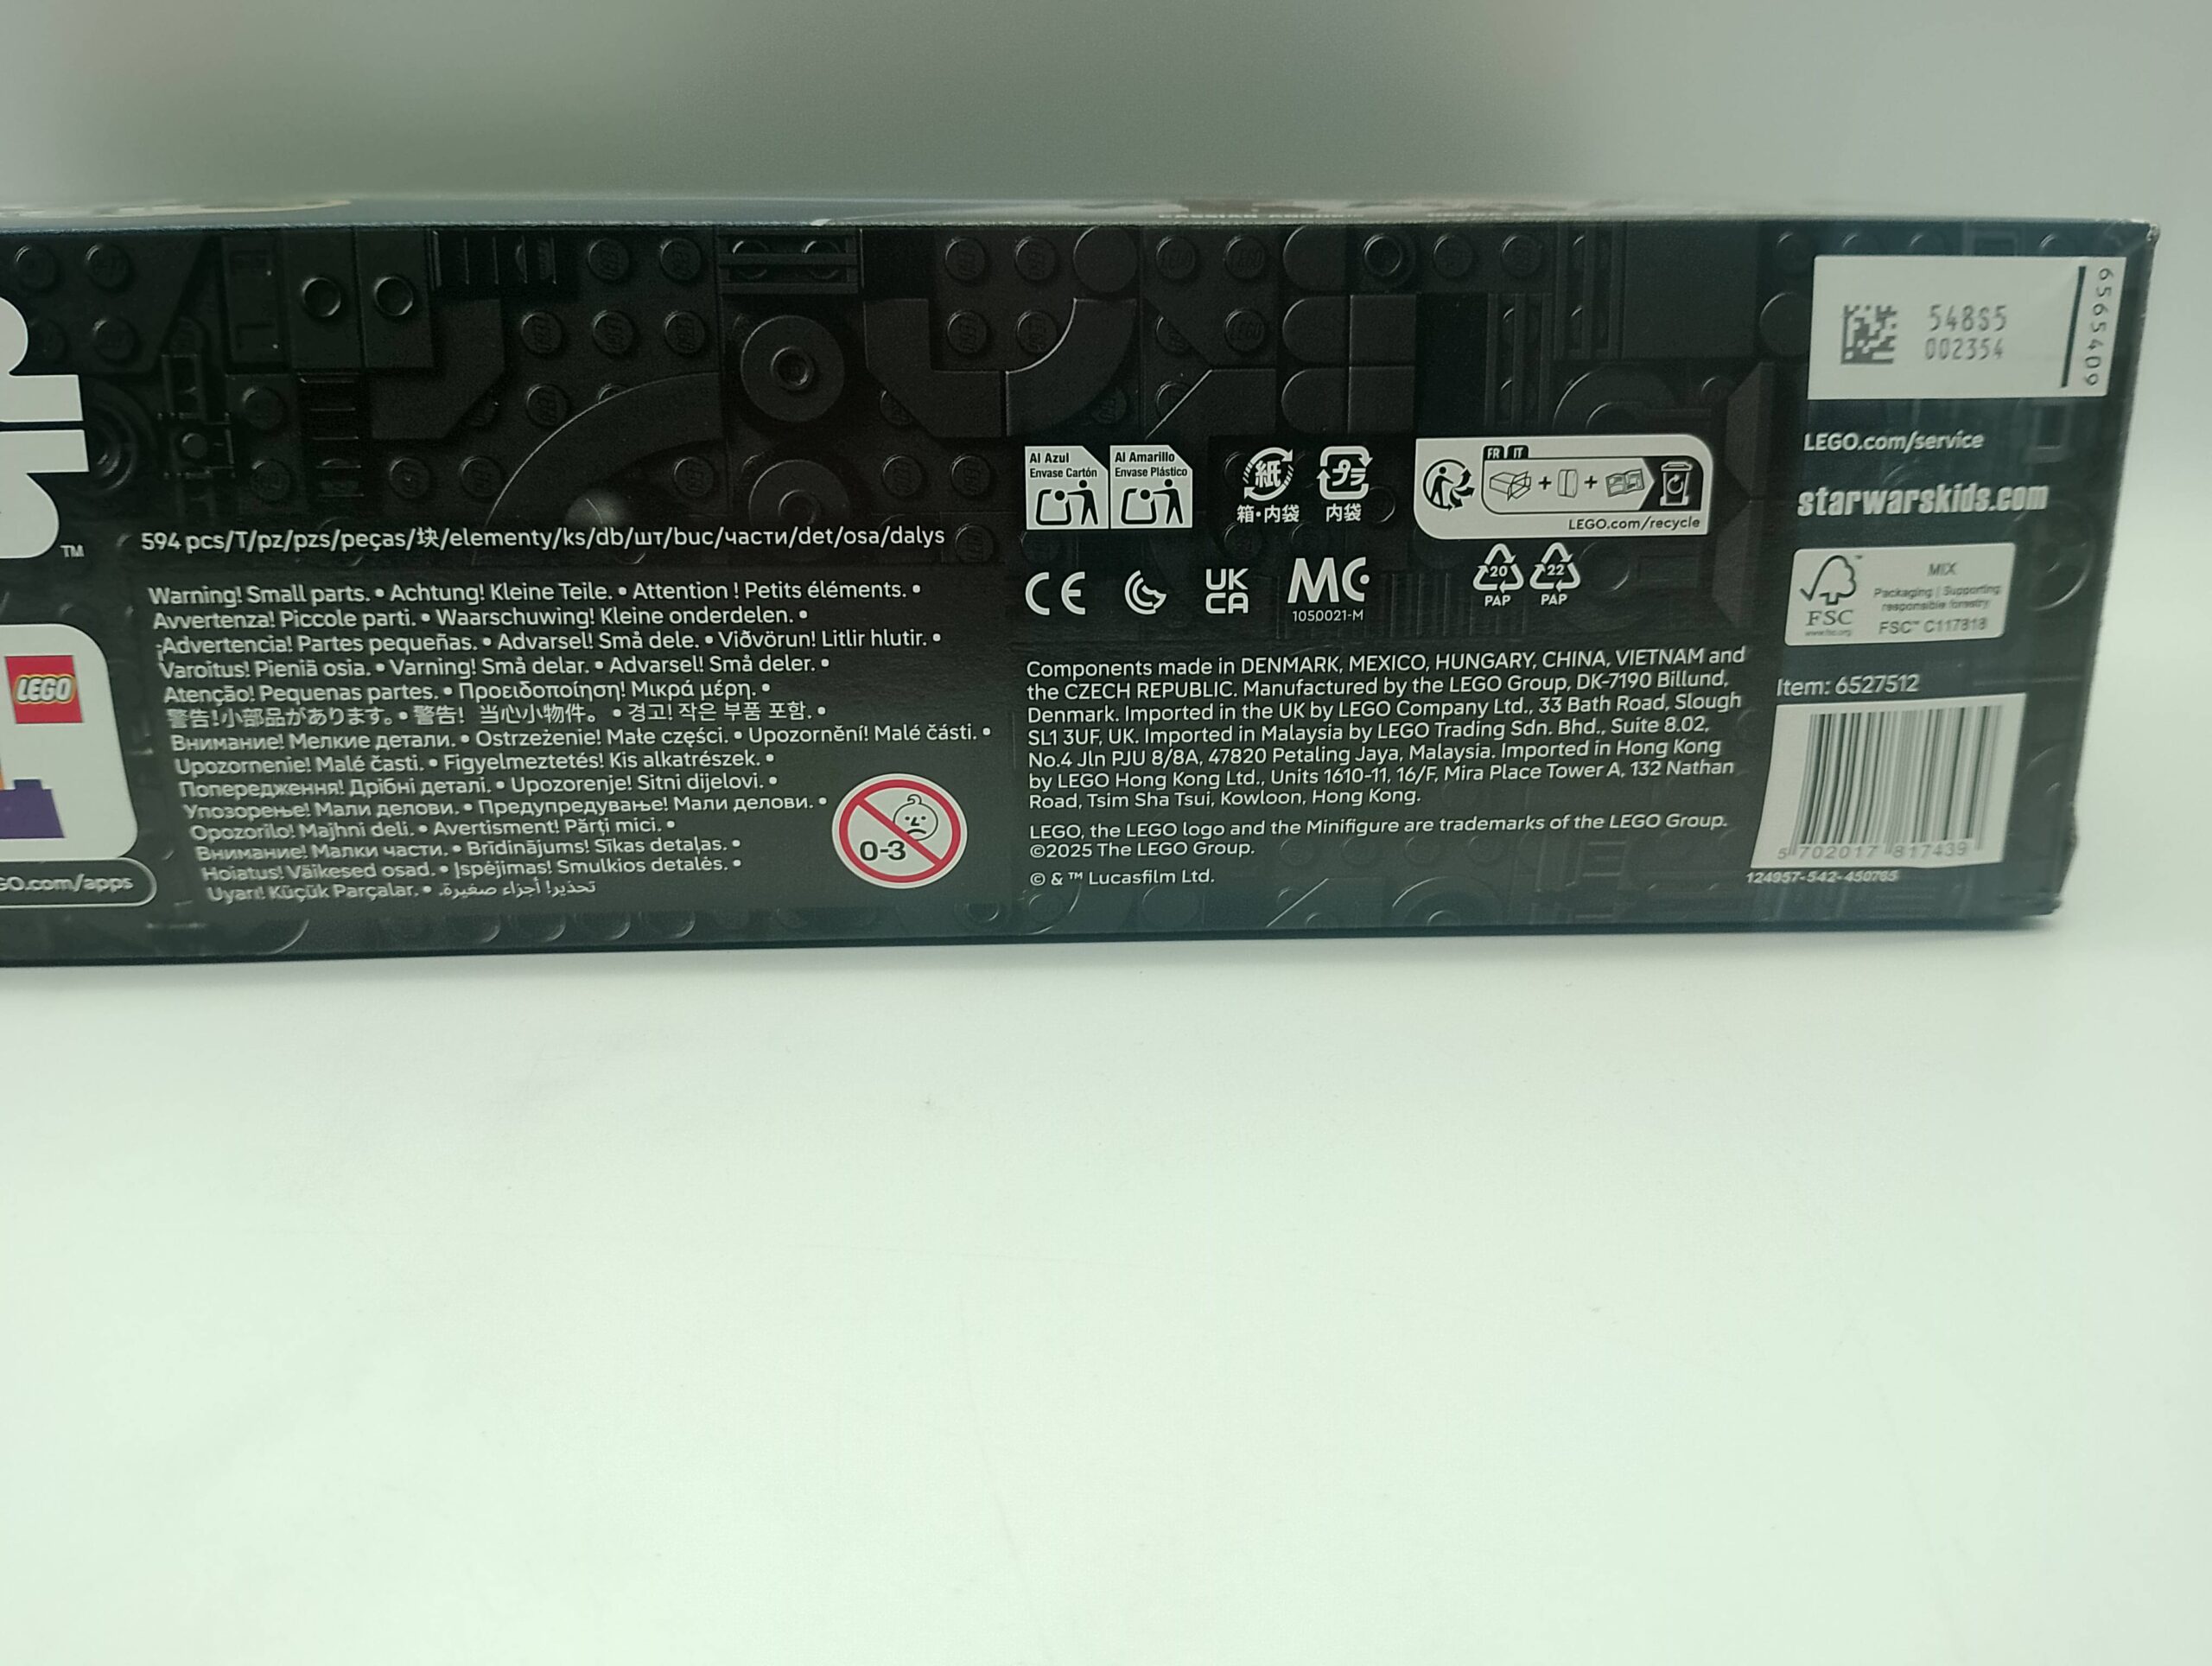 TM
LEGO
GO.com/apps
594 pcs/T/pz/pzs/peças/块/elementy/ks/db/шт/buc/части/det/osa/dalys
Warning! Small parts. • Achtung! Kleine Teile. • Attention ! Petits éléments. •
Avvertenza! Piccole parti. • Waarschuwing! Kleine onderdelen. •
¡Advertencia! Partes pequeñas. • Advarsel! Små dele. • Viðvörun! Litlir hlutir. •
Varoitus! Pieniä osia. • Varning! Små delar. • Advarsel! Små deler. •
Atenção! Pequenas partes. • Προειδοποίηση! Μικρά μέρη. •
警告!小部品があります。• 警告! 当心小物件。 • 경고! 작은 부품 포함. •
Внимание! Мелкие детали. • Ostrzeżenie! Małe części. • Upozornění! Malé části. •
Upozornenie! Malé časti. • Figyelmeztetés! Kis alkatrészek. •
Попередження! Дрібні деталі. • Upozorenje! Sitni dijelovi. •
Упозорење! Мали делови. • Предупредување! Мали делови. •
Opozorilo! Majhni deli. • Avertisment! Părți mici. •
Внимание! Малки части. • Brīdinājums! Sīkas detaļas. •
Hoiatus! Väikesed osad. • Įspėjimas! Smulkios detalės. •
Uyarı! Küçük Parçalar. • تحذير! أجزاء صغيرة.
0-3
Al Azul
Envase Cartón
Al Amarillo
Envase Plástico
紙
箱・内袋
プラ
内袋
FR IT
LEGO.com/recycle
CE
UK
CA
MC
1050021-M
20
PAP
22
PAP
Components made in DENMARK, MEXICO, HUNGARY, CHINA, VIETNAM and
the CZECH REPUBLIC. Manufactured by the LEGO Group, DK-7190 Billund,
Denmark. Imported in the UK by LEGO Company Ltd., 33 Bath Road, Slough
SL1 3UF, UK. Imported in Malaysia by LEGO Trading Sdn. Bhd., Suite 8.02,
No.4 Jln PJU 8/8A, 47820 Petaling Jaya, Malaysia. Imported in Hong Kong
by LEGO Hong Kong Ltd., Units 1610-11, 16/F, Mira Place Tower A, 132 Nathan
Road, Tsim Sha Tsui, Kowloon, Hong Kong.
LEGO, the LEGO logo and the Minifigure are trademarks of the LEGO Group.
©2025 The LEGO Group.
© & ™ Lucasfilm Ltd.
548S5
002354
6565409
LEGO.com/service
starwarskids.com
FSC
www.fsc.org
MIX
Packaging | Supporting
responsible forestry
FSC™ C117818
Item: 6527512
5 702017 817439
124957-542-450765